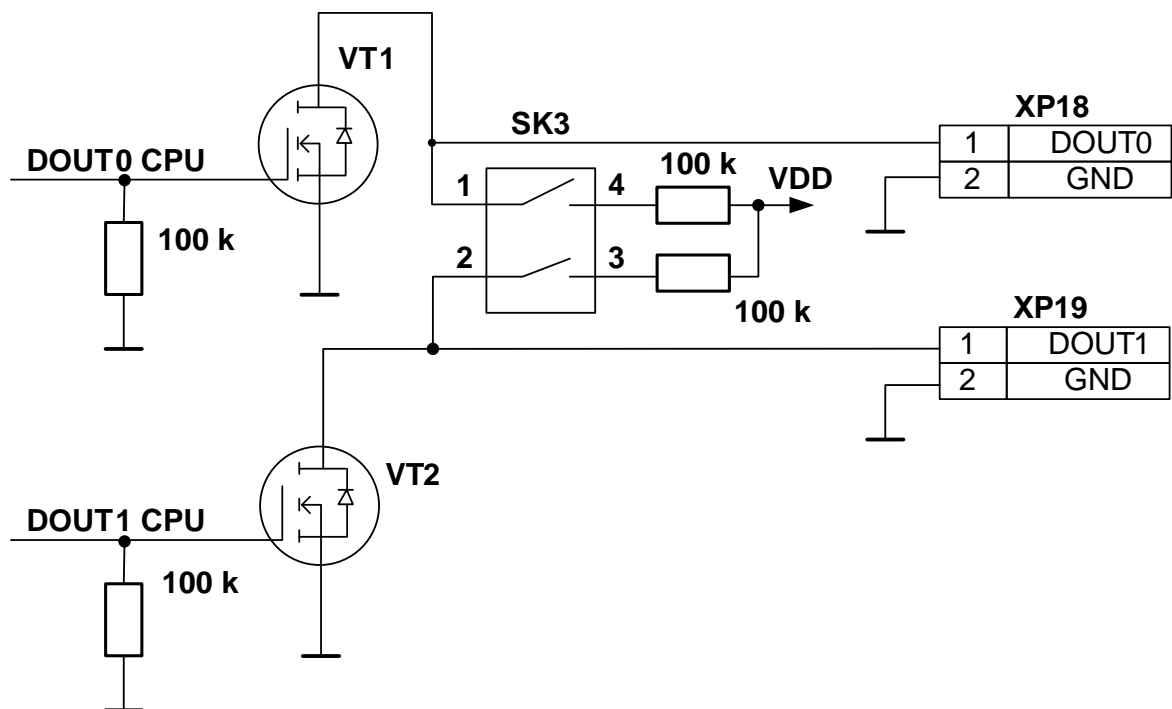 VT1
XP18
SK3
1 DOUT0
2 GND
DOUT0 CPU
100 k
VDD
1 4
100 k
2 3
100 k
XP19
1 DOUT1
2 GND
VT2
DOUT1 CPU
100 k